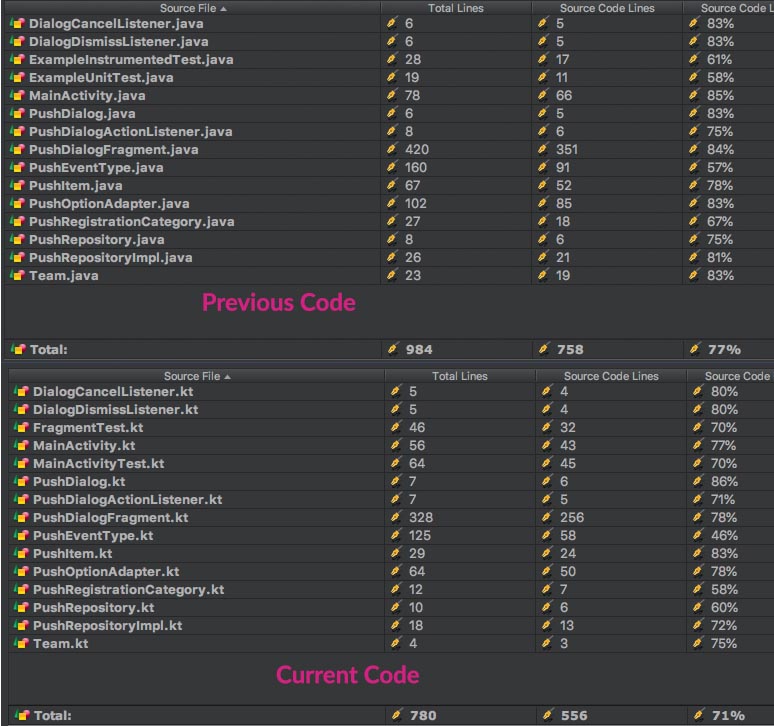 Source File Total Lines Source Code Lines Source Code L
DialogCancelListener.java 6 5 83%
DialogDismissListener.java 6 5 83%
ExampleInstrumentedTest.java 28 17 61%
ExampleUnitTest.java 19 11 58%
MainActivity.java 78 66 85%
PushDialog.java 6 5 83%
PushDialogActionListener.java 8 6 75%
PushDialogFragment.java 420 351 84%
PushEventType.java 160 91 57%
PushItem.java 67 52 78%
PushOptionAdapter.java 102 85 83%
PushRegistrationCategory.java 27 18 67%
PushRepository.java 8 6 75%
PushRepositoryImpl.java 26 21 81%
Team.java 23 19 83%
Previous Code
Total: 984 758 77%
Source File Total Lines Source Code Lines Source Code
DialogCancelListener.kt 5 4 80%
DialogDismissListener.kt 5 4 80%
FragmentTest.kt 46 32 70%
MainActivity.kt 56 43 77%
MainActivityTest.kt 64 45 70%
PushDialog.kt 7 6 86%
PushDialogActionListener.kt 7 5 71%
PushDialogFragment.kt 328 256 78%
PushEventType.kt 125 58 46%
PushItem.kt 29 24 83%
PushOptionAdapter.kt 64 50 78%
PushRegistrationCategory.kt 12 7 58%
PushRepository.kt 10 6 60%
PushRepositoryImpl.kt 18 13 72%
Team.kt 4 3 75%
Current Code
Total: 780 556 71%